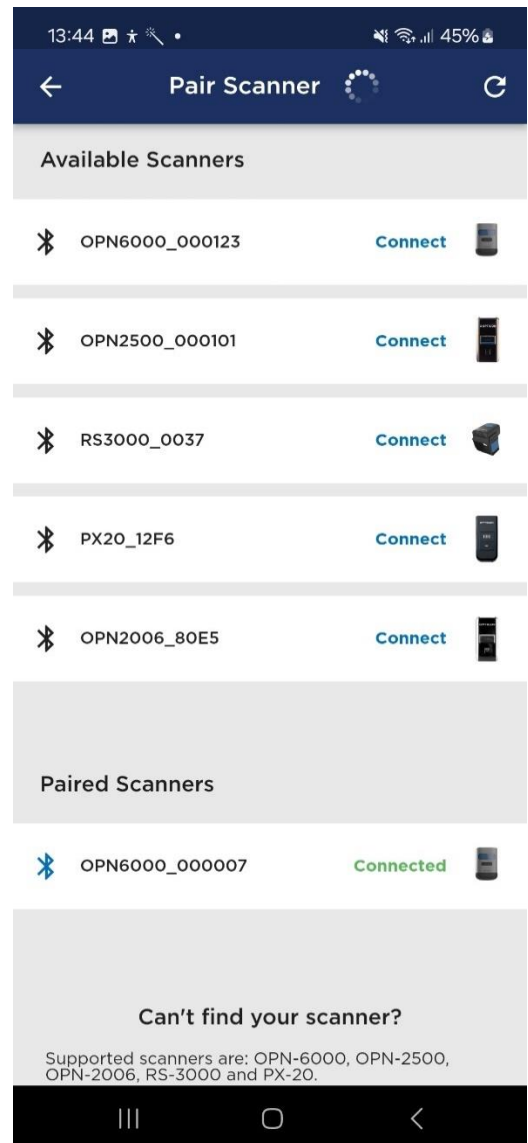 13:44 45%
Pair Scanner
Available Scanners
OPN6000_000123 Connect
OPN2500_000101 Connect
RS3000_0037 Connect
PX20_12F6 Connect
OPN2006_80E5 Connect
Paired Scanners
OPN6000_000007 Connected
Can't find your scanner?
Supported scanners are: OPN-6000, OPN-2500,
OPN-2006, RS-3000 and PX-20.